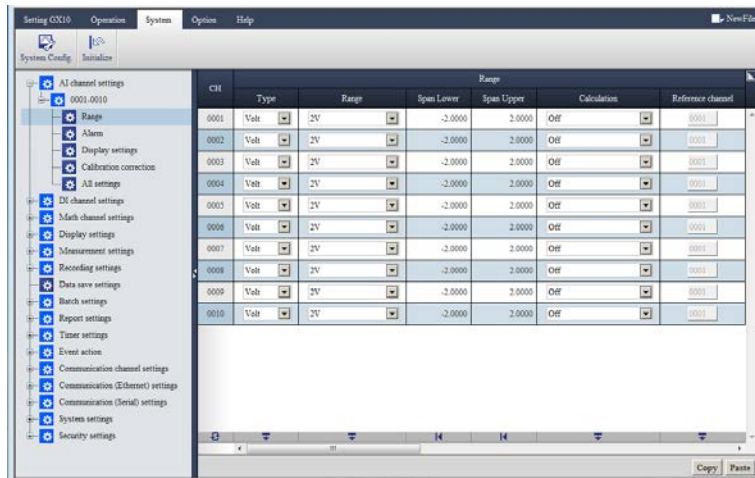 Setting GX10 Operation System Option Help NewFile
System Config. Initialize
AI channel settings
0001-0010
Range
Alarm
Display settings
Calibration correction
All settings
DI channel settings
Math channel settings
Display settings
Measurement settings
Recording settings
Data save settings
Batch settings
Report settings
Timer settings
Event action
Communication channel settings
Communication (Ethernet) settings
Communication (Serial) settings
System settings
Security settings
CH Range
Type Range Span Lower Span Upper Calculation Reference channel
0001 Volt 2V -2.0000 2.0000 Off 0001
0002 Volt 2V -2.0000 2.0000 Off 0001
0003 Volt 2V -2.0000 2.0000 Off 0001
0004 Volt 2V -2.0000 2.0000 Off 0001
0005 Volt 2V -2.0000 2.0000 Off 0001
0006 Volt 2V -2.0000 2.0000 Off 0001
0007 Volt 2V -2.0000 2.0000 Off 0001
0008 Volt 2V -2.0000 2.0000 Off 0001
0009 Volt 2V -2.0000 2.0000 Off 0001
0010 Volt 2V -2.0000 2.0000 Off 0001
Copy Paste